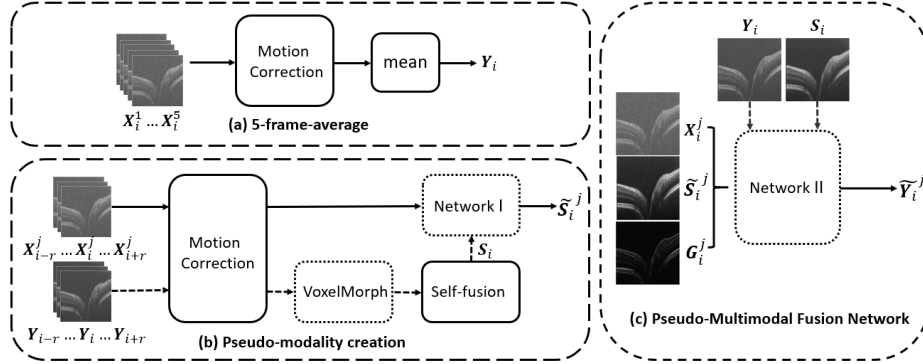 Motion
Correction
mean
Y_i
X_i^1 … X_i^5
(a) 5-frame-average
X_{i-r}^j … X_i^j … X_{i+r}^j
Motion
Correction
Network I
S̃_i^j
S_i
VoxelMorph
Self-fusion
Y_{i-r} … Y_i … Y_{i+r}
(b) Pseudo-modality creation
Y_i S_i
X_i^j
S̃_i^j
G_i^j
Network II
Ỹ_i^j
(c) Pseudo-Multimodal Fusion Network